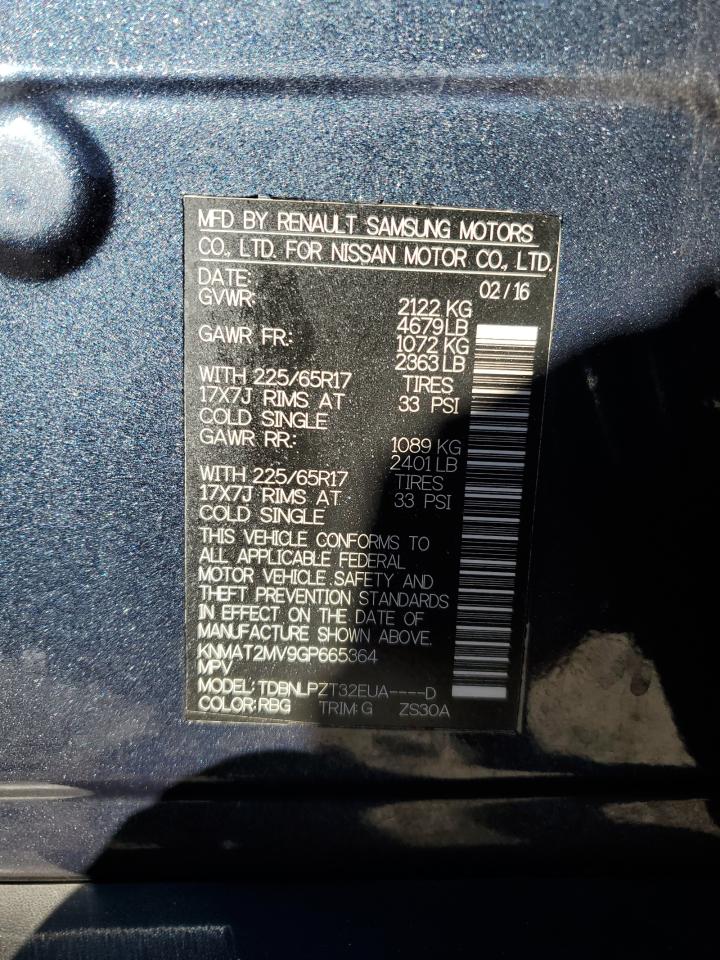 MFD BY RENAULT SAMSUNG MOTORS
CO., LTD. FOR NISSAN MOTOR CO., LTD.
DATE: 02/16
GVWR: 2122 KG
4679 LB
GAWR FR: 1072 KG
2363 LB
WITH 225/65R17 TIRES
17X7J RIMS AT 33 PSI
COLD SINGLE
GAWR RR: 1089 KG
2401 LB
WITH 225/65R17 TIRES
17X7J RIMS AT 33 PSI
COLD SINGLE
THIS VEHICLE CONFORMS TO
ALL APPLICABLE FEDERAL
MOTOR VEHICLE SAFETY AND
THEFT PREVENTION STANDARDS
IN EFFECT ON THE DATE OF
MANUFACTURE SHOWN ABOVE.
KNMAT2MV9GP665364
MPV
MODEL: TDBNLPZT32EUA----D
COLOR: RBG TRIM: G ZS30A